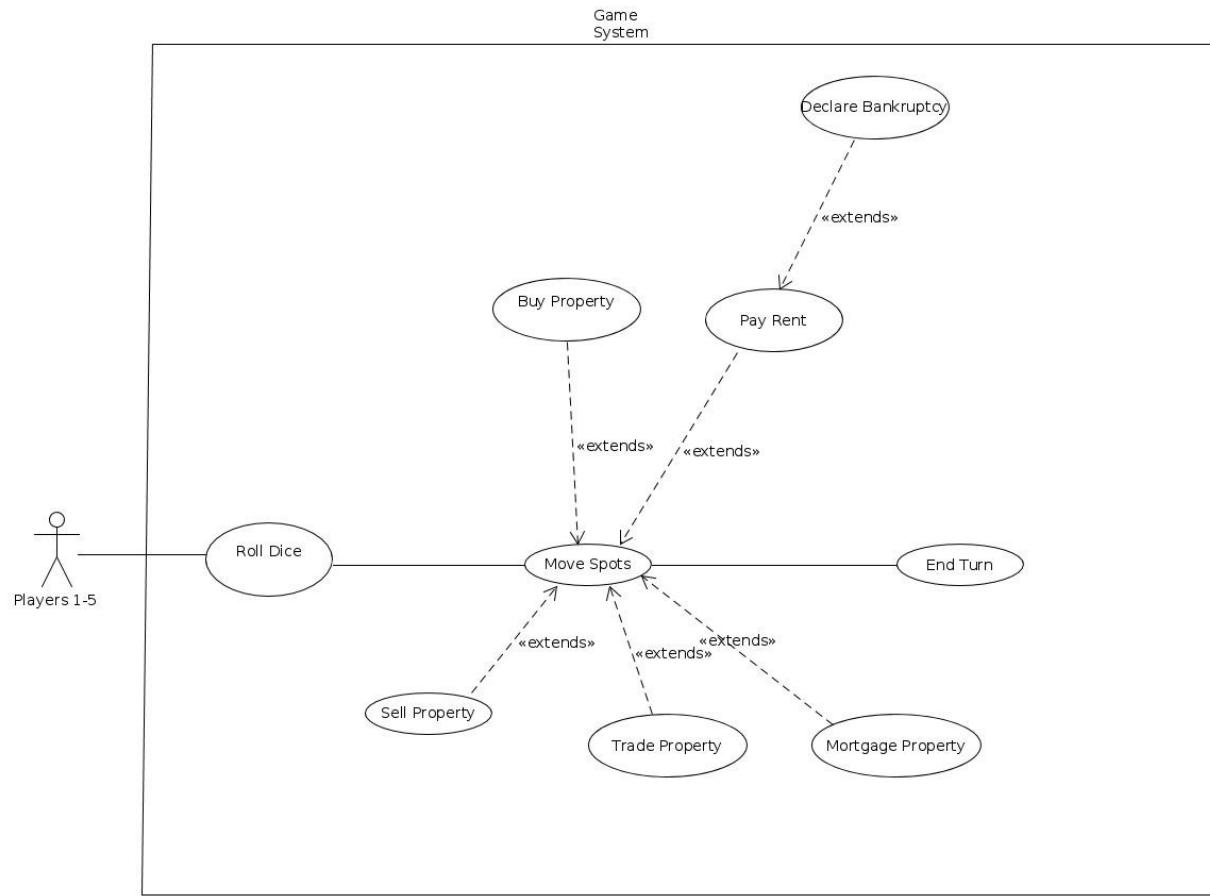 Game
System
Declare Bankruptcy
«extends»
Buy Property
Pay Rent
«extends»
«extends»
Roll Dice
Move Spots
End Turn
Players 1-5
«extends»
«extends»
«extends»
Sell Property
Trade Property
Mortgage Property